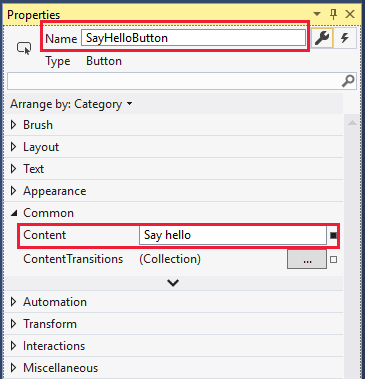 Properties
Name SayHelloButton
Type Button
Arrange by: Category
Brush
Layout
Text
Appearance
Common
Content Say hello
ContentTransitions (Collection) ...
Automation
Transform
Interactions
Miscellaneous